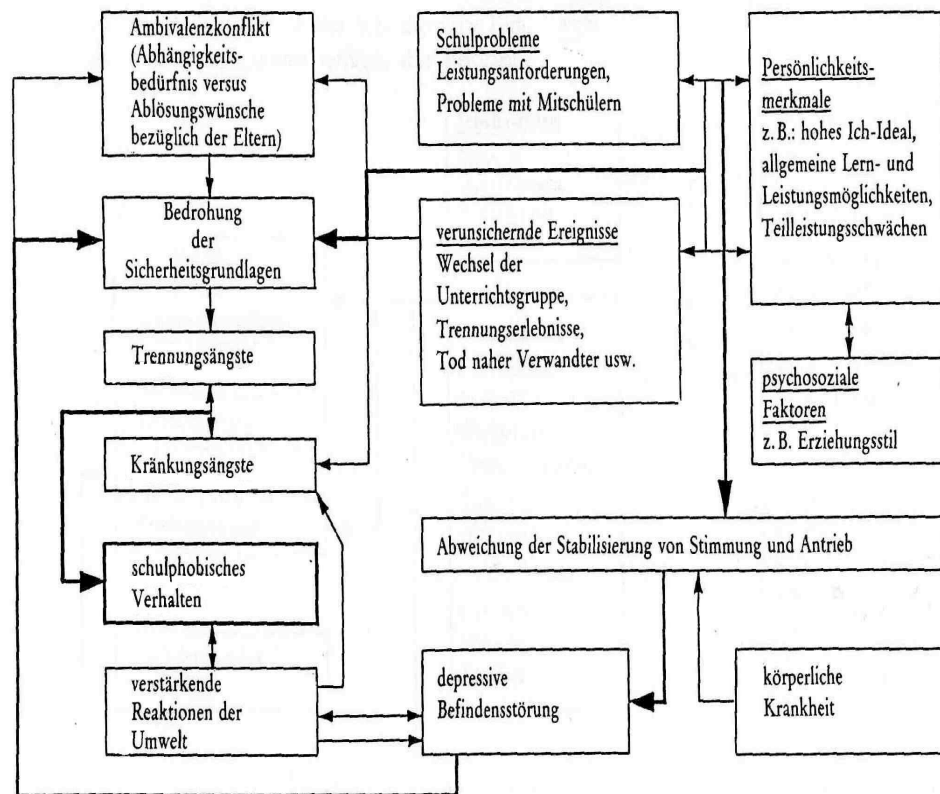 Ambivalenzkonflikt
(Abhängigkeits-
bedürfnis versus
Ablösungswünsche
bezüglich der Eltern)
Schulprobleme
Leistungsanforderungen,
Probleme mit Mitschülern
Persönlichkeits-
merkmale
z. B.: hohes Ich-Ideal,
allgemeine Lern- und
Leistungsmöglichkeiten,
Teilleistungsschwächen
Bedrohung
der
Sicherheitsgrundlagen
verunsichernde Ereignisse
Wechsel der
Unterrichtsgruppe,
Trennungserlebnisse,
Tod naher Verwandter usw.
Trennungsängste
psychosoziale
Faktoren
z. B. Erziehungsstil
Kränkungsängste
Abweichung der Stabilisierung von Stimmung und Antrieb
schulphobisches
Verhalten
verstärkende
Reaktionen der
Umwelt
depressive
Befindensstörung
körperliche
Krankheit